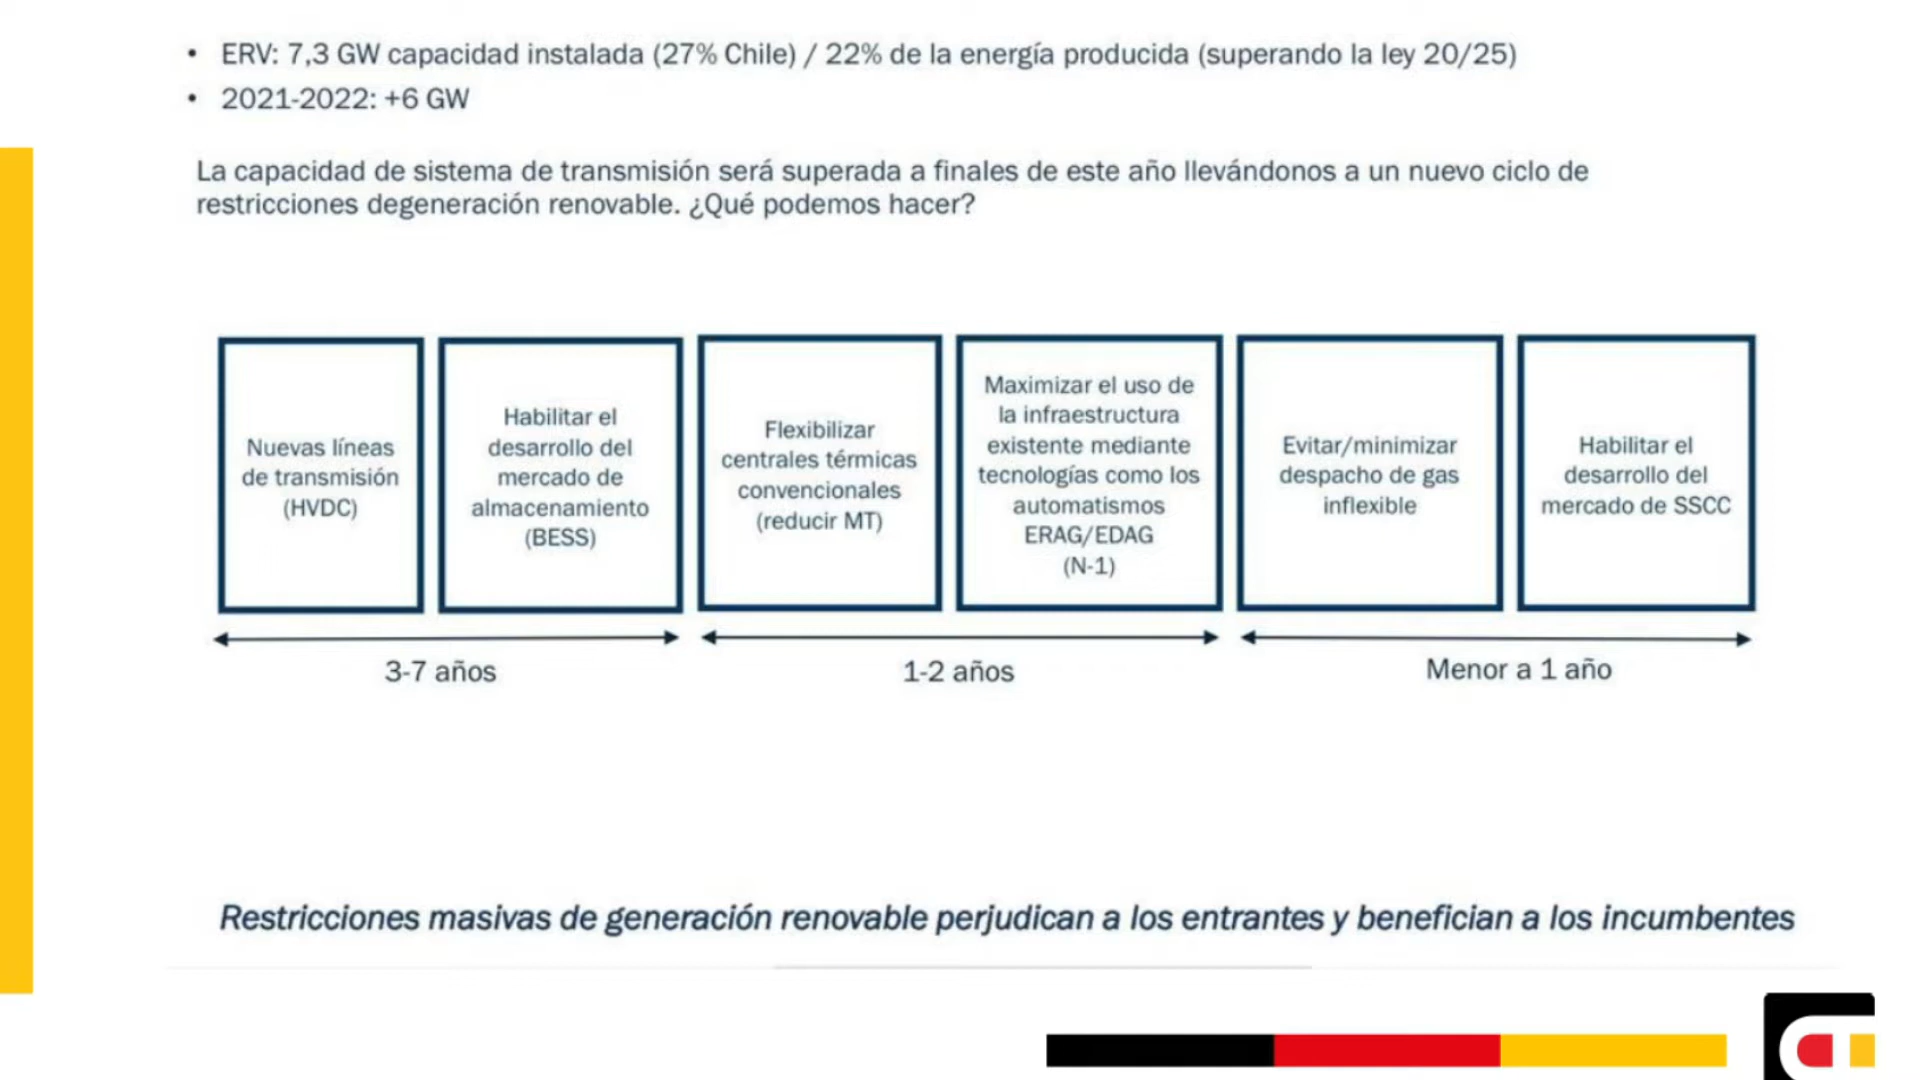 • ERV: 7,3 GW capacidad instalada (27% Chile) / 22% de la energía producida (superando la ley 20/25)
• 2021-2022: +6 GW
La capacidad de sistema de transmisión será superada a finales de este año llevándonos a un nuevo ciclo de
restricciones degeneración renovable. ¿Qué podemos hacer?
Nuevas líneas
de transmisión
(HVDC)
Habilitar el
desarrollo del
mercado de
almacenamiento
(BESS)
Flexibilizar
centrales térmicas
convencionales
(reducir MT)
Maximizar el uso de
la infraestructura
existente mediante
tecnologías como los
automatismos
ERAG/EDAG
(N-1)
Evitar/minimizar
despacho de gas
inflexible
Habilitar el
desarrollo del
mercado de SSCC
3-7 años
1-2 años
Menor a 1 año
Restricciones masivas de generación renovable perjudican a los entrantes y benefician a los incumbentes